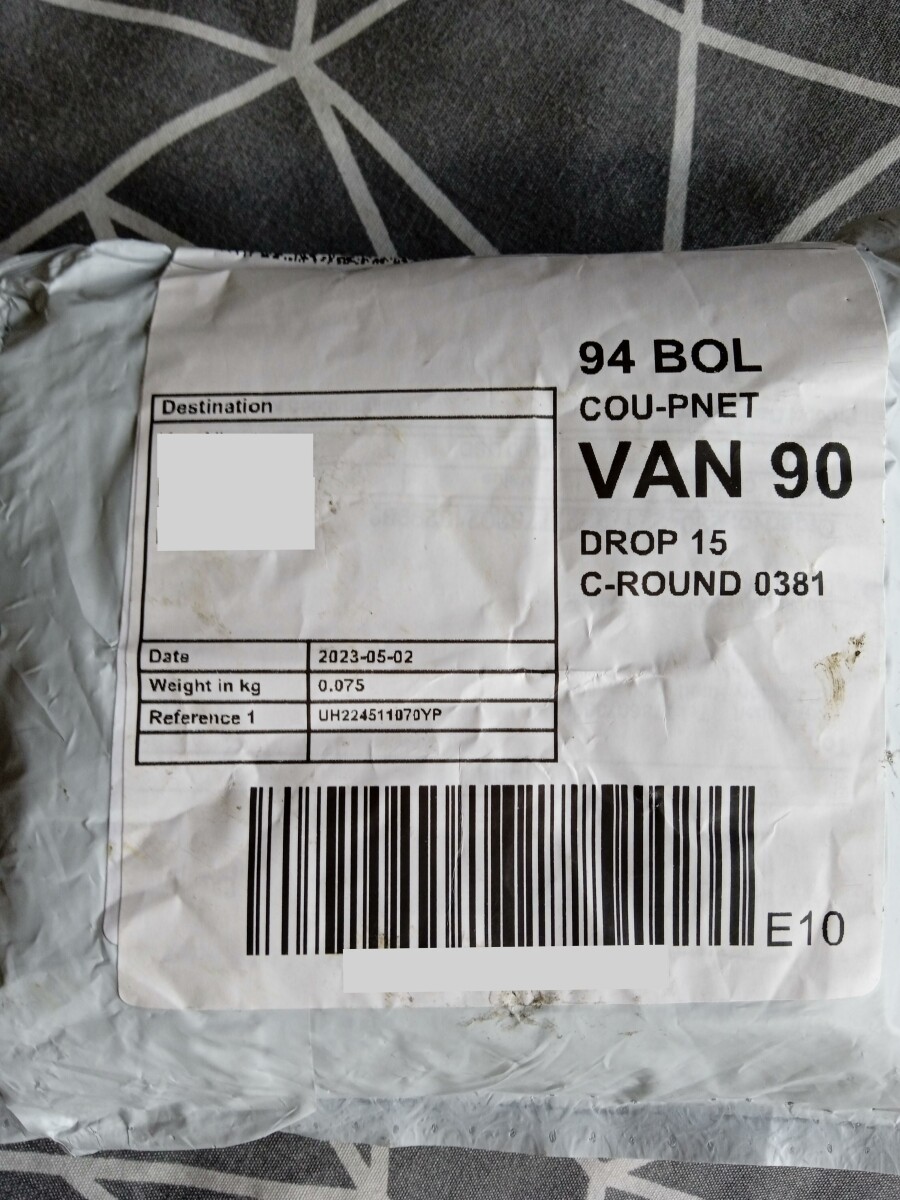 94 BOL
COU-PNET
VAN 90
DROP 15
C-ROUND 0381
Destination
Date 2023-05-02
Weight in kg 0.075
Reference 1 UH224511070YP
E10